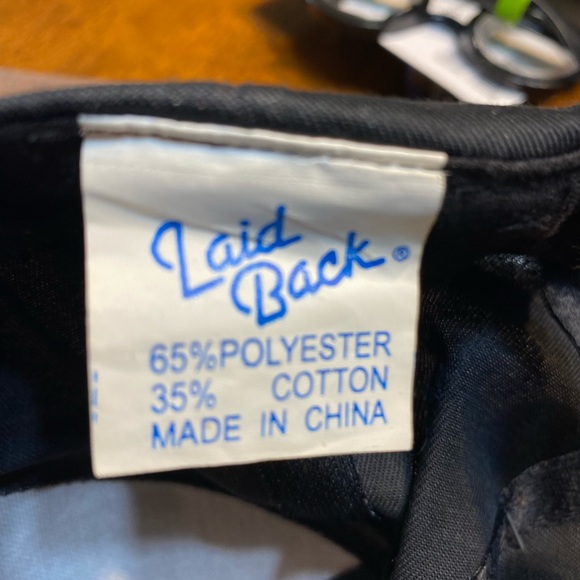 Laid
Back®
65%POLYESTER
35% COTTON
MADE IN CHINA